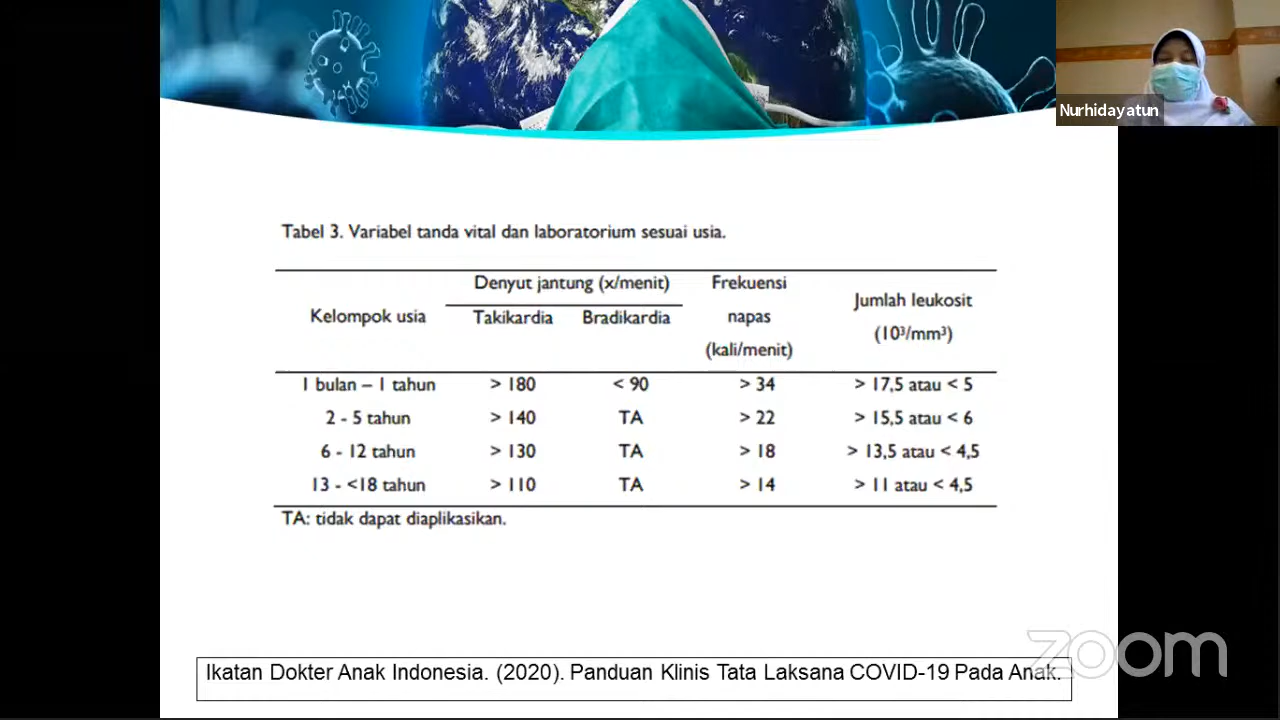 Nurhidayatun
Tabel 3. Variabel tanda vital dan laboratorium sesuai usia.
Kelompok usia Denyut jantung (x/menit) Frekuensi napas (kali/menit) Jumlah leukosit (10³/mm³)
Takikardia Bradikardia
1 bulan – 1 tahun > 180 < 90 > 34 > 17,5 atau < 5
2 - 5 tahun > 140 TA > 22 > 15,5 atau < 6
6 - 12 tahun > 130 TA > 18 > 13,5 atau < 4,5
13 - <18 tahun > 110 TA > 14 > 11 atau < 4,5
TA: tidak dapat diaplikasikan.
Ikatan Dokter Anak Indonesia. (2020). Panduan Klinis Tata Laksana COVID-19 Pada Anak.
zoom